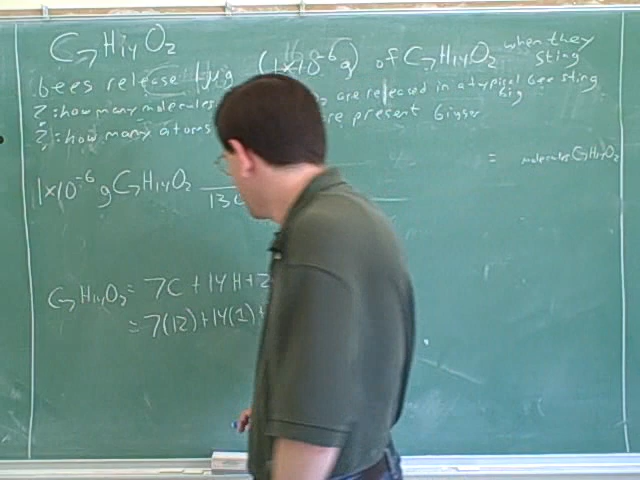 C7H14O2
bees release 1μg (1x10^-6 g) of C7H14O2 when they sting
?: how many molecules are released in a typical bee sting big
?: how many atoms are present bigger
1x10^-6 g C7H14O2 = molecules C7H14O2
13
C7H14O2 = 7C + 14H + 2
= 7(12) + 14(1) +